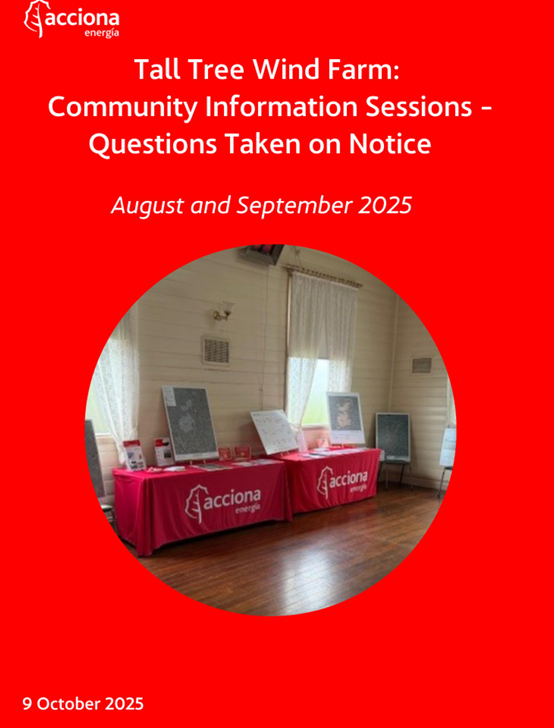 acciona
energía
Tall Tree Wind Farm:
Community Information Sessions –
Questions Taken on Notice
August and September 2025
acciona
energía
acciona
energía
9 October 2025